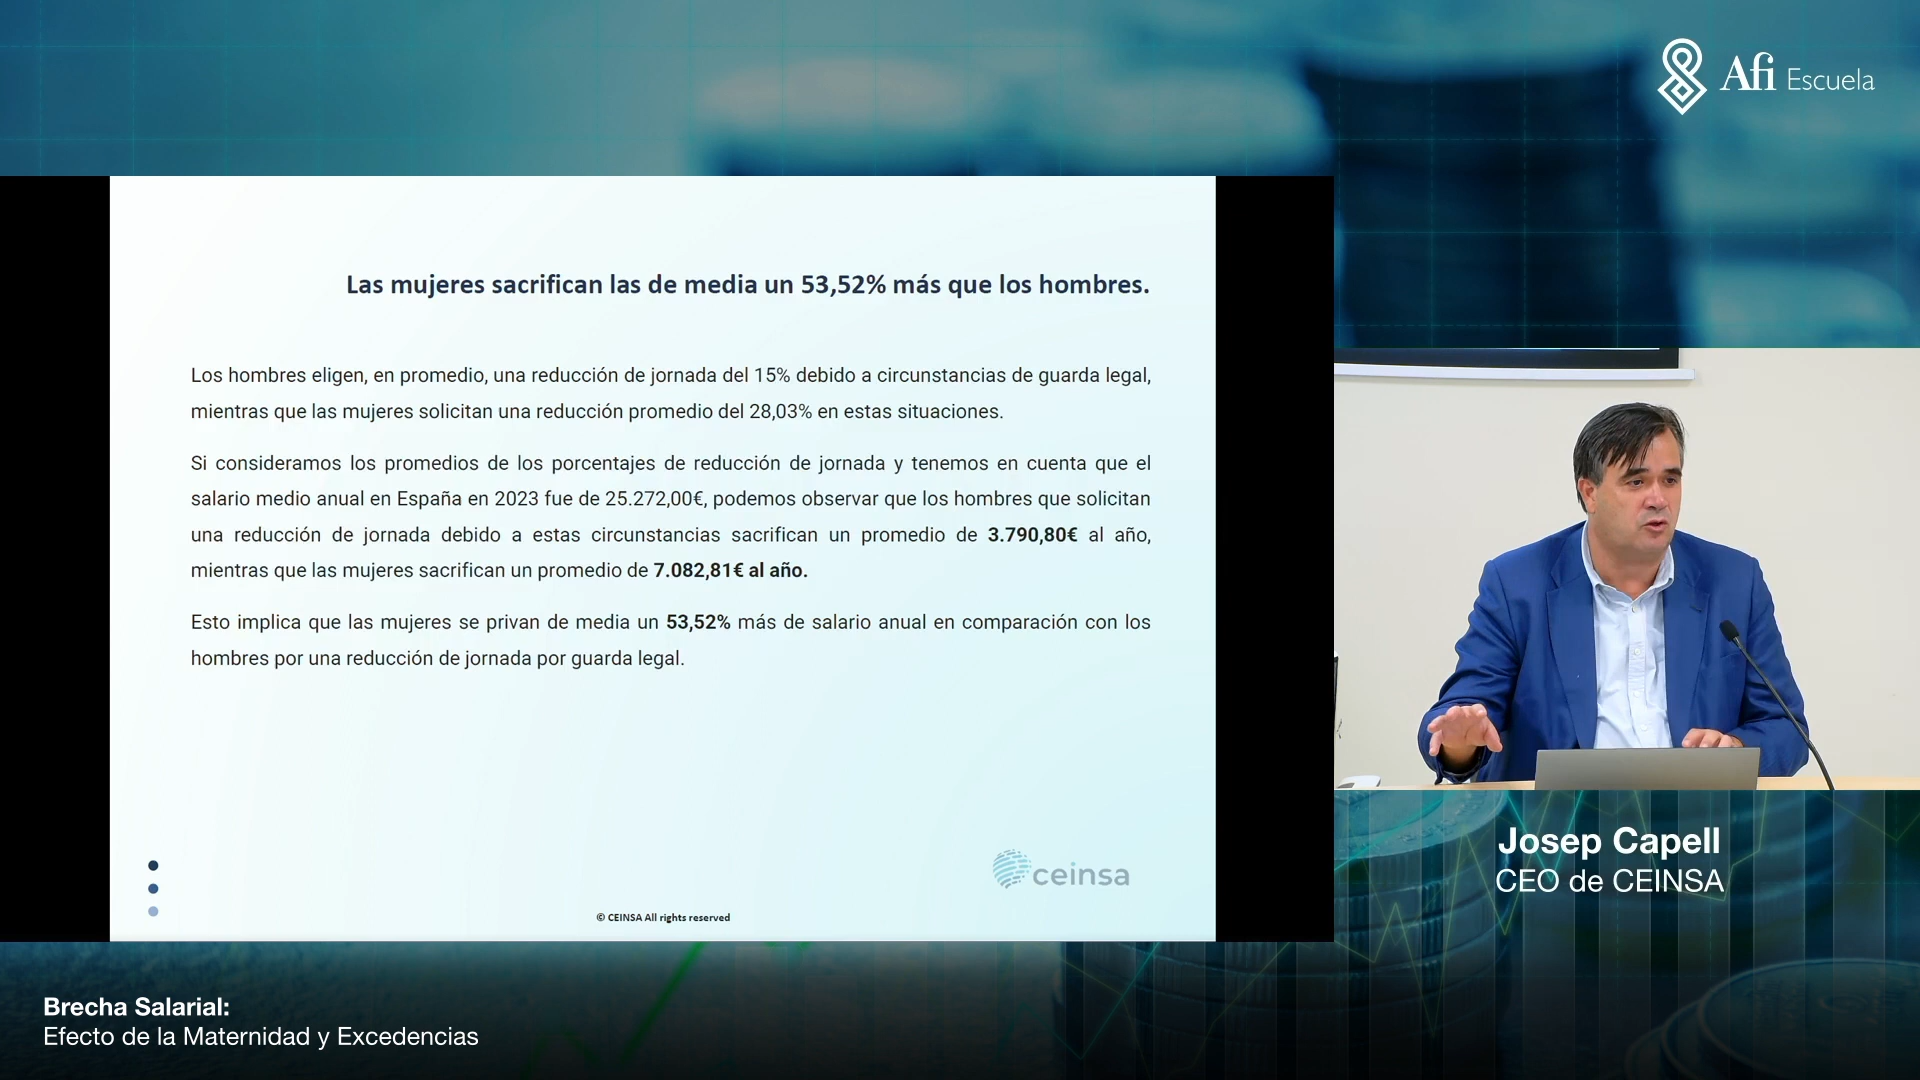 Afi Escuela
Las mujeres sacrifican las de media un 53,52% más que los hombres.
Los hombres eligen, en promedio, una reducción de jornada del 15% debido a circunstancias de guarda legal,
mientras que las mujeres solicitan una reducción promedio del 28,03% en estas situaciones.
Si consideramos los promedios de los porcentajes de reducción de jornada y tenemos en cuenta que el
salario medio anual en España en 2023 fue de 25.272,00€, podemos observar que los hombres que solicitan
una reducción de jornada debido a estas circunstancias sacrifican un promedio de 3.790,80€ al año,
mientras que las mujeres sacrifican un promedio de 7.082,81€ al año.
Esto implica que las mujeres se privan de media un 53,52% más de salario anual en comparación con los
hombres por una reducción de jornada por guarda legal.
ceinsa
© CEINSA All rights reserved
Josep Capell
CEO de CEINSA
Brecha Salarial:
Efecto de la Maternidad y Excedencias